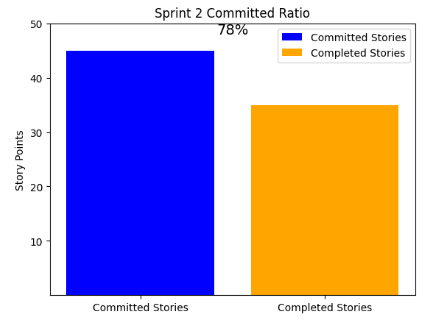 Sprint 2 Committed Ratio
78%
Committed Stories
Completed Stories
50
40
30
20
10
Story Points
Committed Stories
Completed Stories